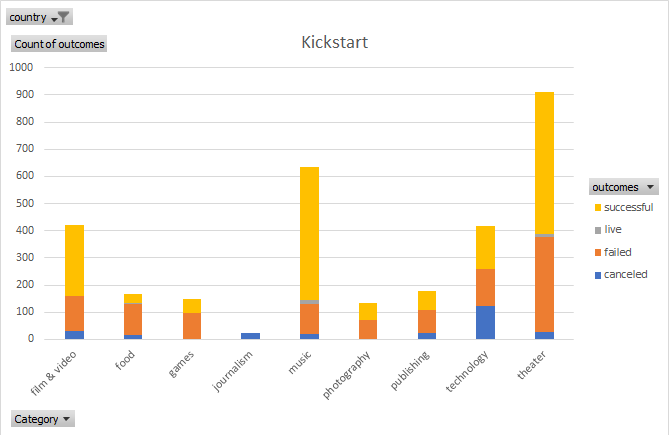 country
Count of outcomes
Kickstart
1000
900
800
700
600
500
400
300
200
100
0
film & video
food
games
journalism
music
photography
publishing
technology
theater
outcomes
successful
live
failed
canceled
Category